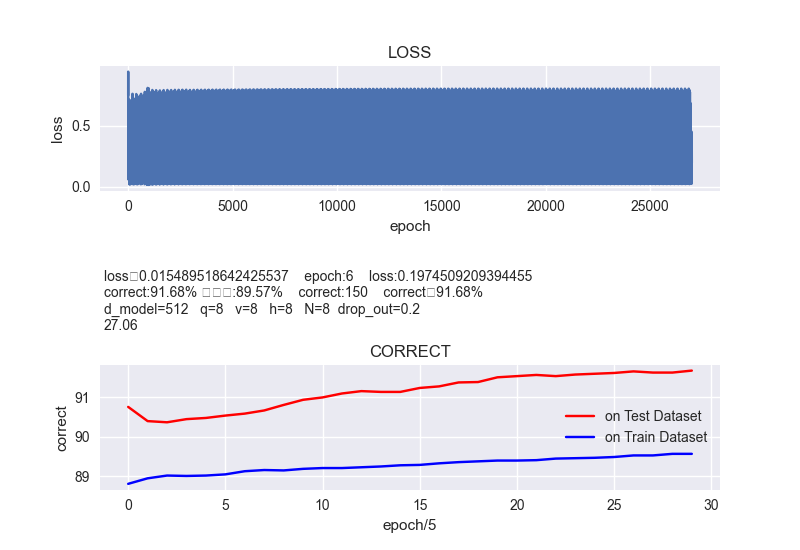 LOSS
0.5
0.0
loss
0 5000 10000 15000 20000 25000
epoch
loss□0.015489518642425537 epoch:6 loss:0.1974509209394455
correct:91.68% □□□:89.57% correct:150 correct□91.68%
d_model=512 q=8 v=8 h=8 N=8 drop_out=0.2
27.06
CORRECT
91
90
89
correct
on Test Dataset
on Train Dataset
0 5 10 15 20 25 30
epoch/5